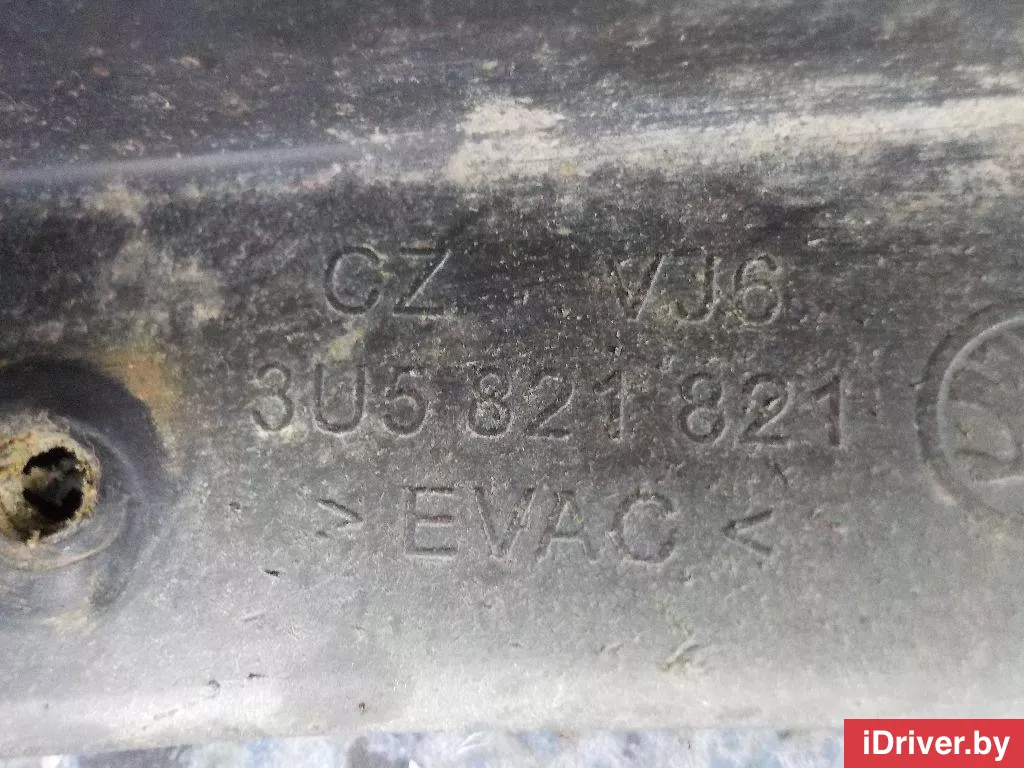 CZ VJ6
3U5 821 821
> EVAC <
iDriver.by